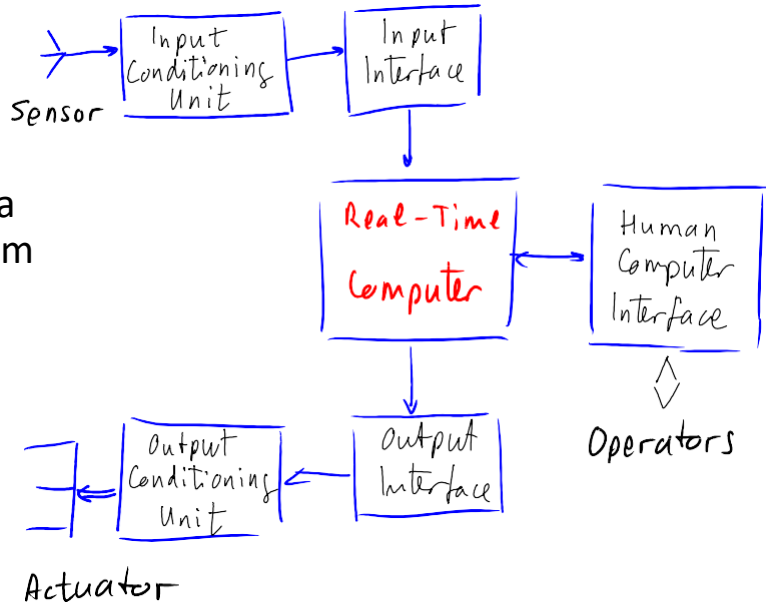 Sensor
Input
Conditioning
Unit
Input
Interface
a
m
Real-Time
Computer
Human
Computer
Interface
Operators
Output
Interface
Output
Conditioning
Unit
Actuator